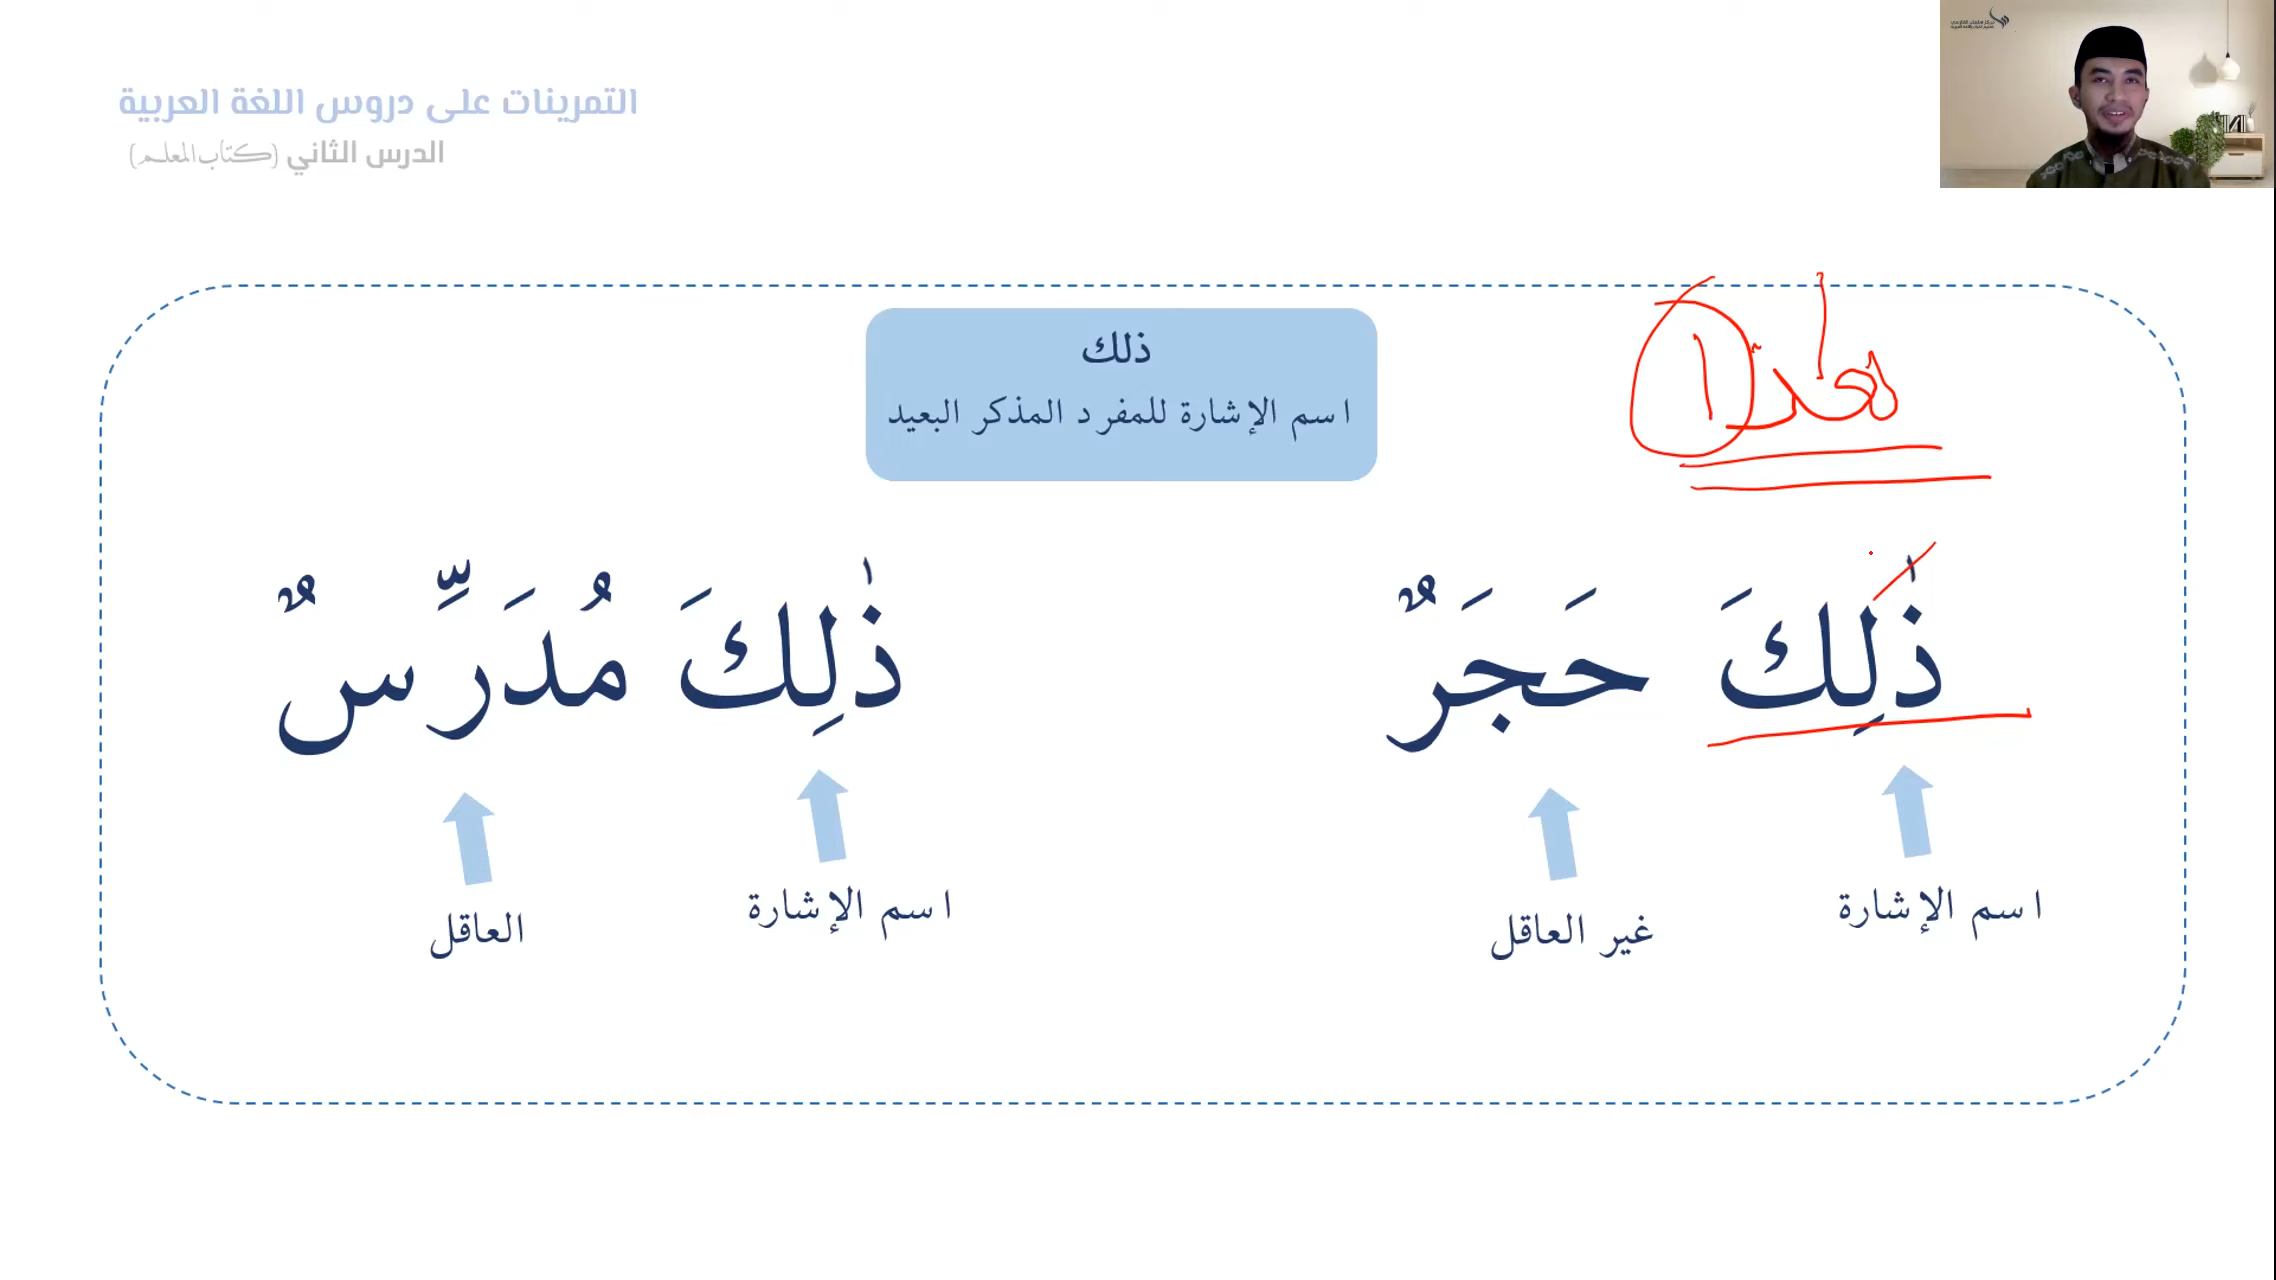 التمرينات على دروس اللغة العربية
الدرس الثاني (كتاب المعلم)
ذلك
اسم الإشارة للمفرد المذكر البعيد
هذا
ذٰلِكَ حَجَرٌ
ذٰلِكَ مُدَرِّسٌ
اسم الإشارة
غير العاقل
اسم الإشارة
العاقل